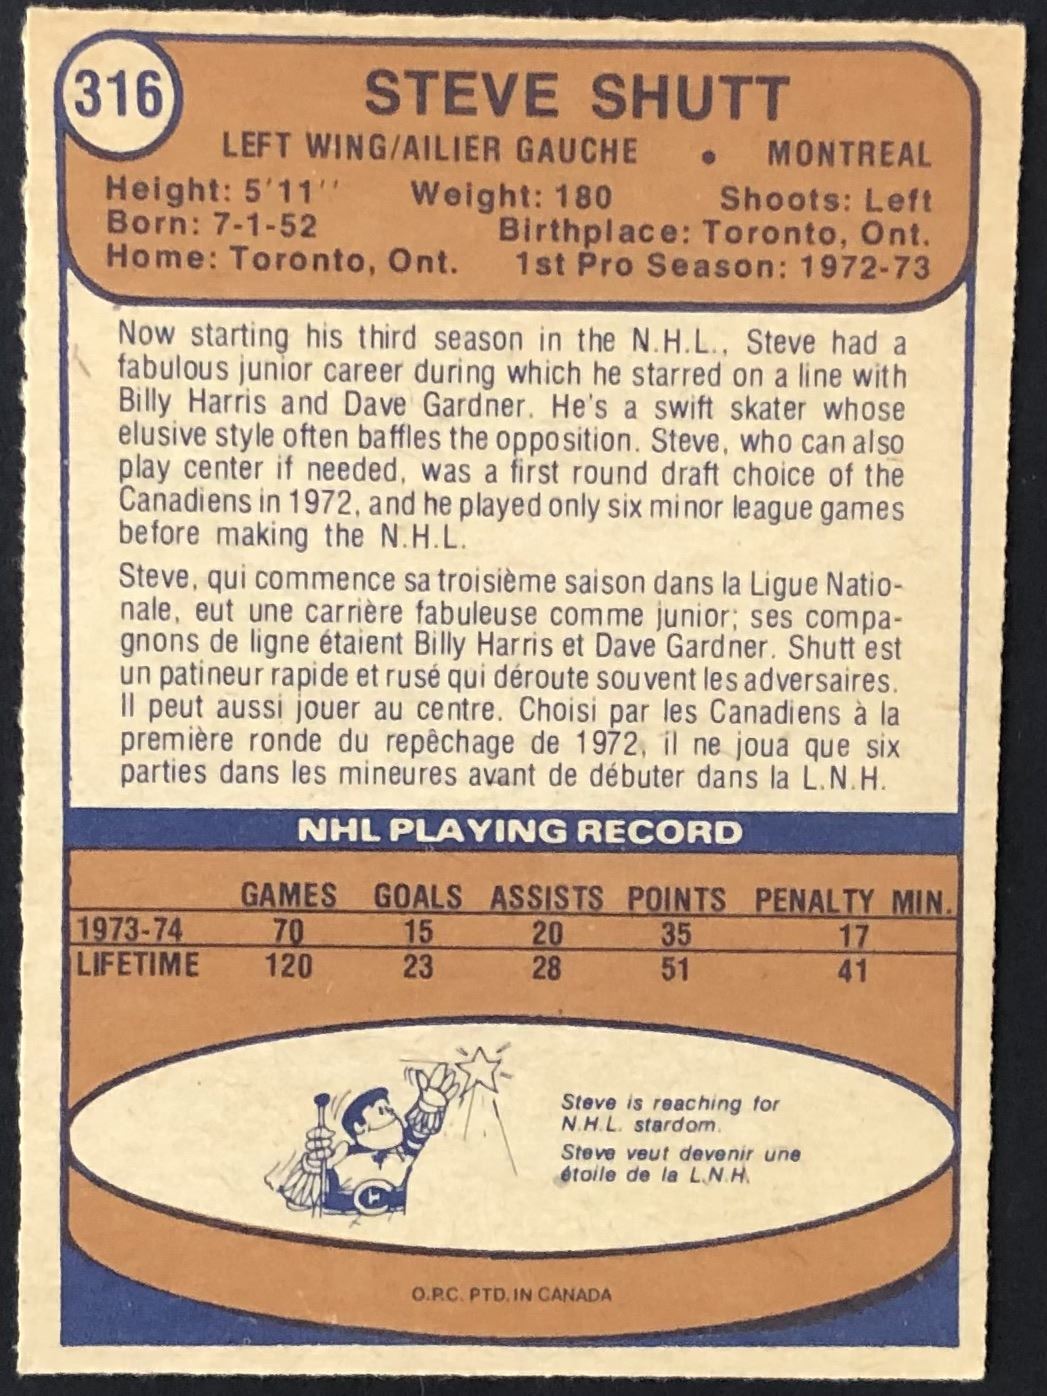 316
STEVE SHUTT
LEFT WING/AILIER GAUCHE • MONTREAL
Height: 5'11'' Weight: 180 Shoots: Left
Born: 7-1-52 Birthplace: Toronto, Ont.
Home: Toronto, Ont. 1st Pro Season: 1972-73
Now starting his third season in the N.H.L., Steve had a
fabulous junior career during which he starred on a line with
Billy Harris and Dave Gardner. He's a swift skater whose
elusive style often baffles the opposition. Steve, who can also
play center if needed, was a first round draft choice of the
Canadiens in 1972, and he played only six minor league games
before making the N.H.L.
Steve, qui commence sa troisième saison dans la Ligue Natio-
nale, eut une carrière fabuleuse comme junior; ses compa-
gnons de ligne étaient Billy Harris et Dave Gardner. Shutt est
un patineur rapide et rusé qui déroute souvent les adversaires.
Il peut aussi jouer au centre. Choisi par les Canadiens à la
première ronde du repêchage de 1972, il ne joua que six
parties dans les mineures avant de débuter dans la L.N.H.
NHL PLAYING RECORD
GAMES GOALS ASSISTS POINTS PENALTY MIN.
1973-74 70 15 20 35 17
LIFETIME 120 23 28 51 41
Steve is reaching for
N.H.L. stardom.
Steve veut devenir une
étoile de la L.N.H.
O.P.C. PTD. IN CANADA